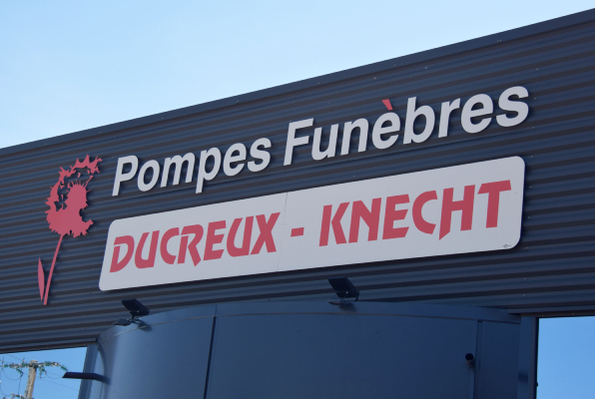 Pompes Funèbres
DUCREUX - KNECHT